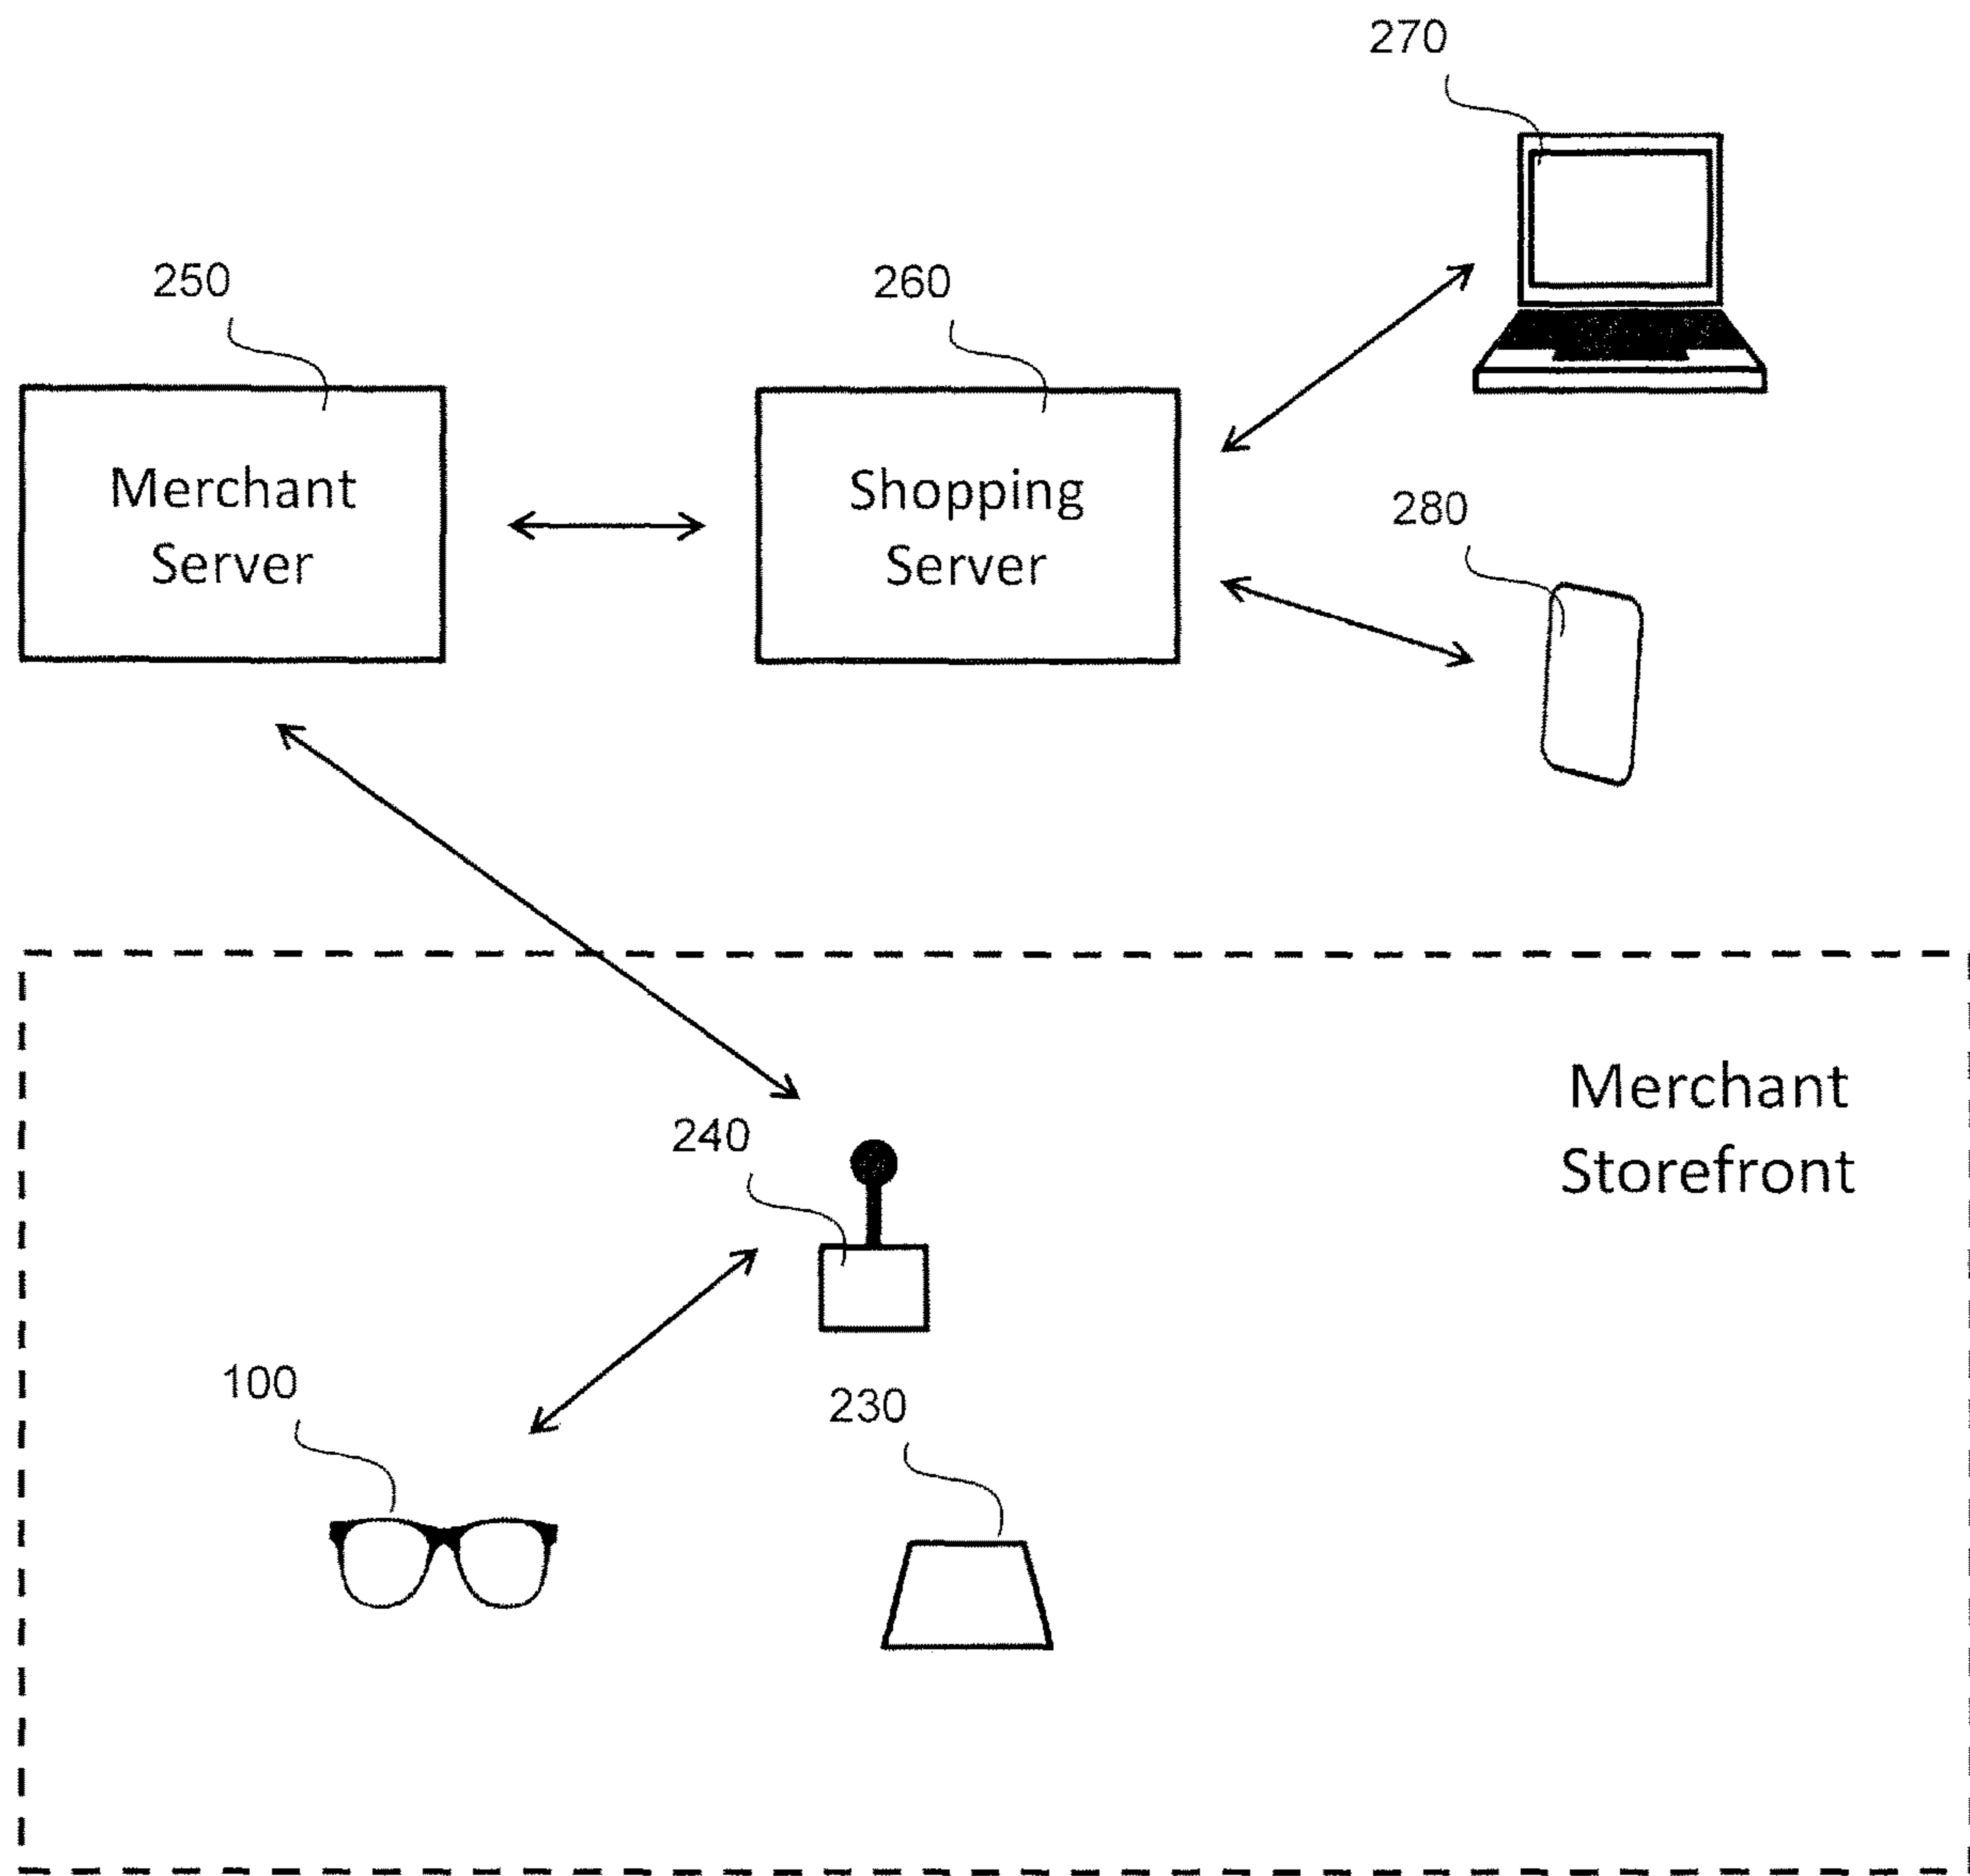 270
250
260
Merchant
Server
Shopping
Server
280
Merchant
Storefront
240
100
230